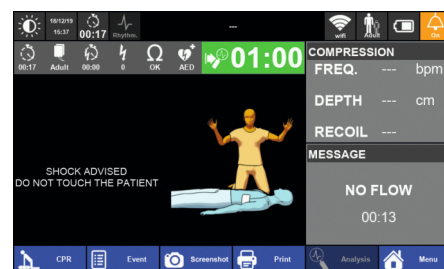 18/12/19
15:37
00:17
Rhythm.
---
wifi
Adult
On
00:17
Adult
00:00
0
OK
AED
01:00
COMPRESSION
FREQ. --- bpm
DEPTH --- cm
RECOIL ---
MESSAGE
NO FLOW
00:13
SHOCK ADVISED
DO NOT TOUCH THE PATIENT
CPR
Event
Screenshot
Print
Analysis
Menu